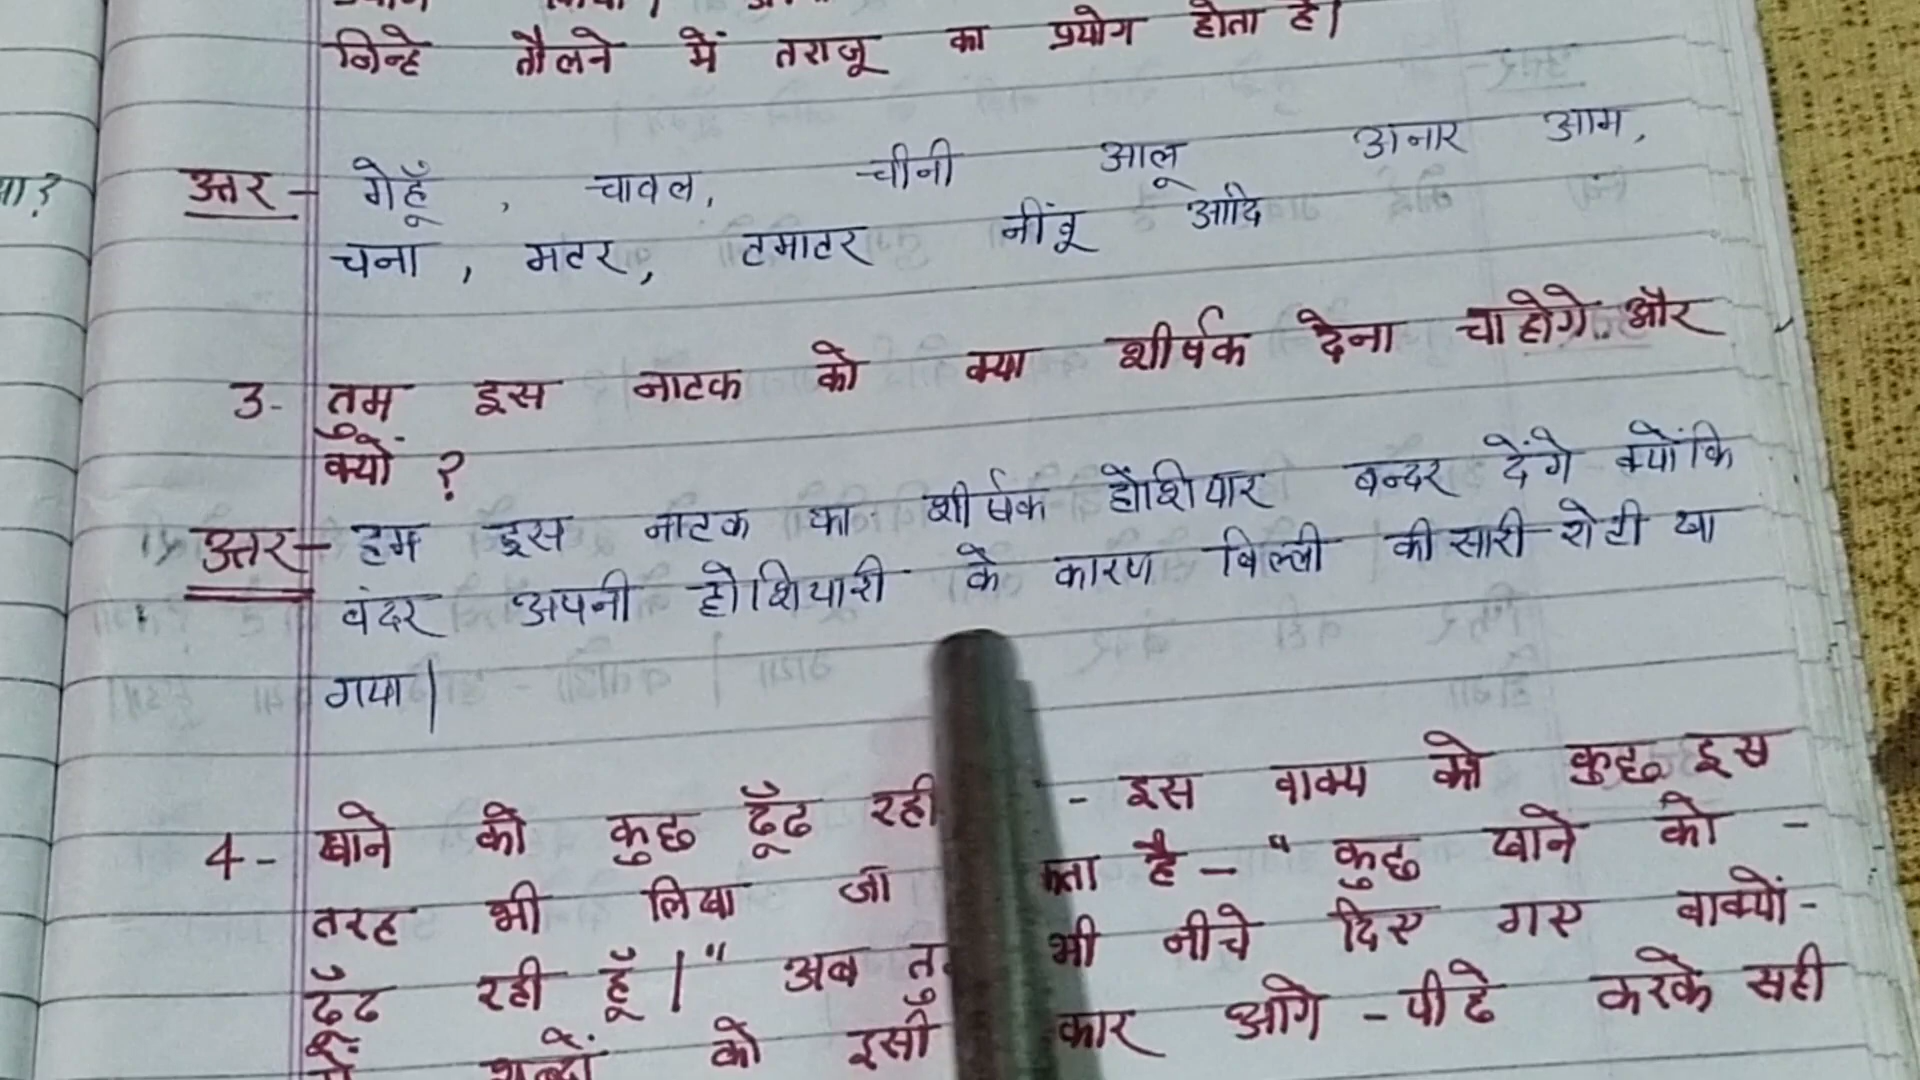 जिन्हे तौलने में तराजू का प्रयोग होता है।
उत्तर - गेहूँ , चावल, चीनी आलू अनार आम,
चना , मटर, टमाटर नींबू आदि
3- तुम इस नाटक को क्या शीर्षक देना चाहोगे और
क्यों ?
उत्तर - हम इस नाटक का शीर्षक होंशियार बन्दर देंगे क्योंकि
बंदर अपनी होशियारी के कारण बिल्ली की सारी रोटी खा
गया।
4- खाने को कुछ ढूँढ रही - इस वाक्य को कुछ इस
तरह भी लिखा जा है - " कुछ खाने को -
ढूँढ रही हूँ।" अब भी नीचे दिए गए वाक्यों-
में शब्दों को इसी आगे - पीछे करके सही